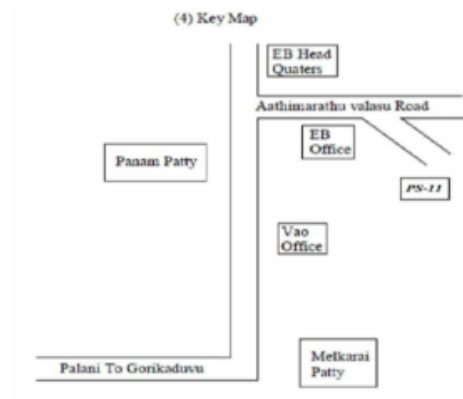 (4) Key Map
EB Head
Quaters
Aathimarathu valasu Road
EB
Office
Panam Patty
PS-11
Vao
Office
Melkarai
Patty
Palani To Gorikaduvu